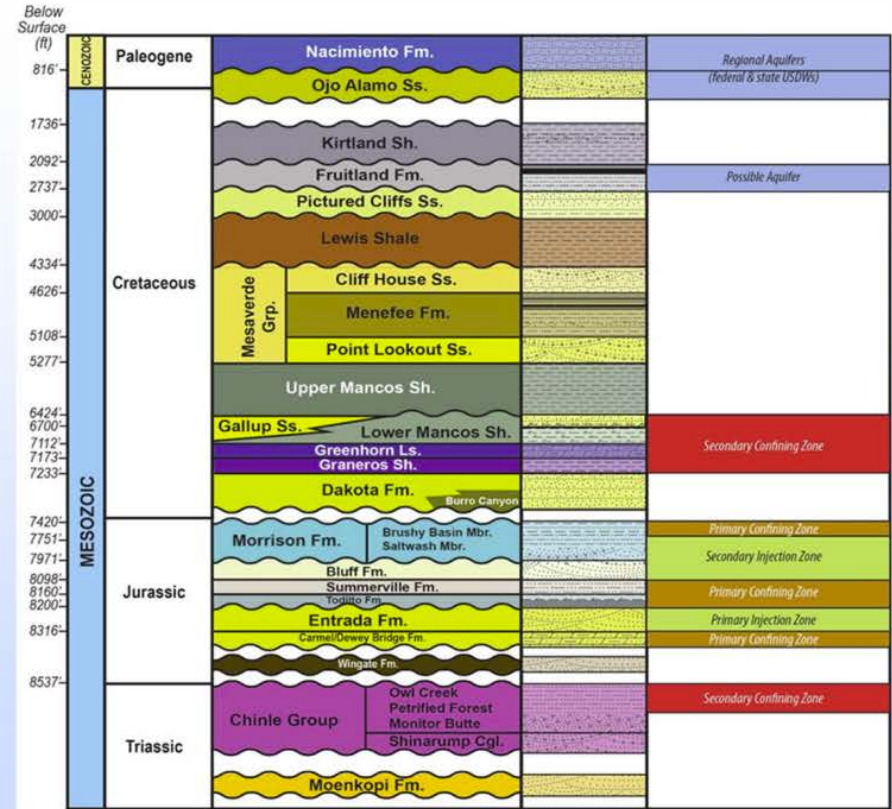 Below
Surface
(ft)
816'
1736'
2092'
2737'
3000'
4334'
4626'
5108'
5277'
6424'
6700'
7112'
7173'
7233'
7420'
7751'
7971'
8098'
8160'
8200'
8316'
8537'
CENOZOIC
MESOZOIC
Paleogene
Cretaceous
Jurassic
Triassic
Nacimiento Fm.
Ojo Alamo Ss.
Kirtland Sh.
Fruitland Fm.
Pictured Cliffs Ss.
Lewis Shale
Mesaverde
Grp.
Cliff House Ss.
Menefee Fm.
Point Lookout Ss.
Upper Mancos Sh.
Gallup Ss.
Lower Mancos Sh.
Greenhorn Ls.
Graneros Sh.
Dakota Fm.
Burro Canyon
Morrison Fm.
Brushy Basin Mbr.
Saltwash Mbr.
Bluff Fm.
Summerville Fm.
Todilto Fm
Entrada Fm.
Carmel/Dewey Bridge Fm.
Wingate Fm.
Chinle Group
Owl Creek
Petrified Forest
Monitor Butte
Shinarump Cgl.
Moenkopi Fm.
Regional Aquifers
(federal & state USDWs)
Possible Aquifer
Secondary Confining Zone
Primary Confining Zone
Secondary Injection Zone
Primary Confining Zone
Primary Injection Zone
Primary Confining Zone
Secondary Confining Zone